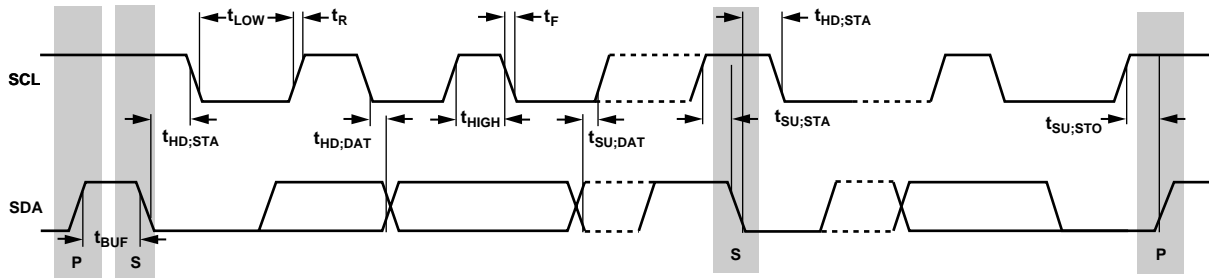 tLOW tR tF tHD;STA
SCL
tHD;STA tHD;DAT tHIGH tSU;DAT tSU;STA tSU;STO
SDA
tBUF
P S S P